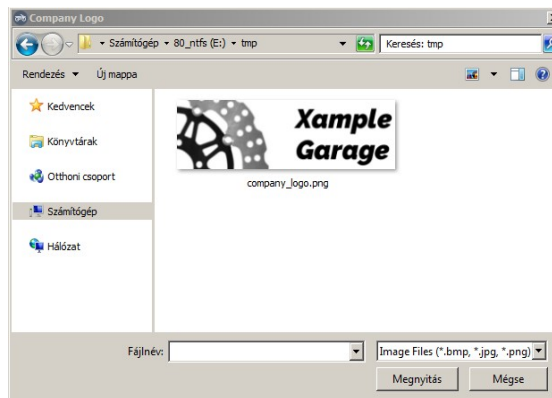 Company Logo
Számítógép 80_ntfs (E:) tmp
Keresés: tmp
Rendezés Új mappa
Kedvencek
Könyvtárak
Otthoni csoport
Számítógép
Hálózat
Xample
Garage
company_logo.png
Fájlnév:
Image Files (*.bmp, *.jpg, *.png)
Megnyitás Mégse